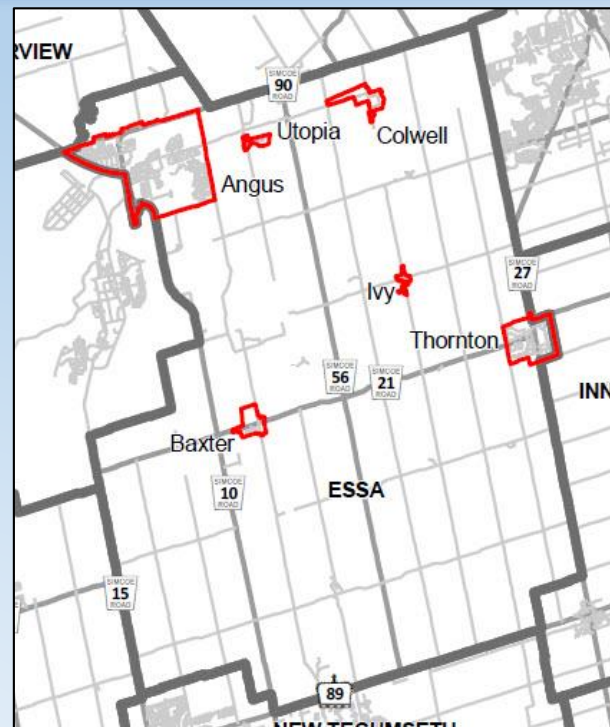 RVIEW
SIMCOE
90
ROAD
Utopia
Colwell
Angus
SIMCOE
27
ROAD
Ivy
Thornton
SIMCOE
56
ROAD
SIMCOE
21
ROAD
INN
Baxter
SIMCOE
10
ROAD
ESSA
SIMCOE
15
ROAD
89
NEW TECUMSETH